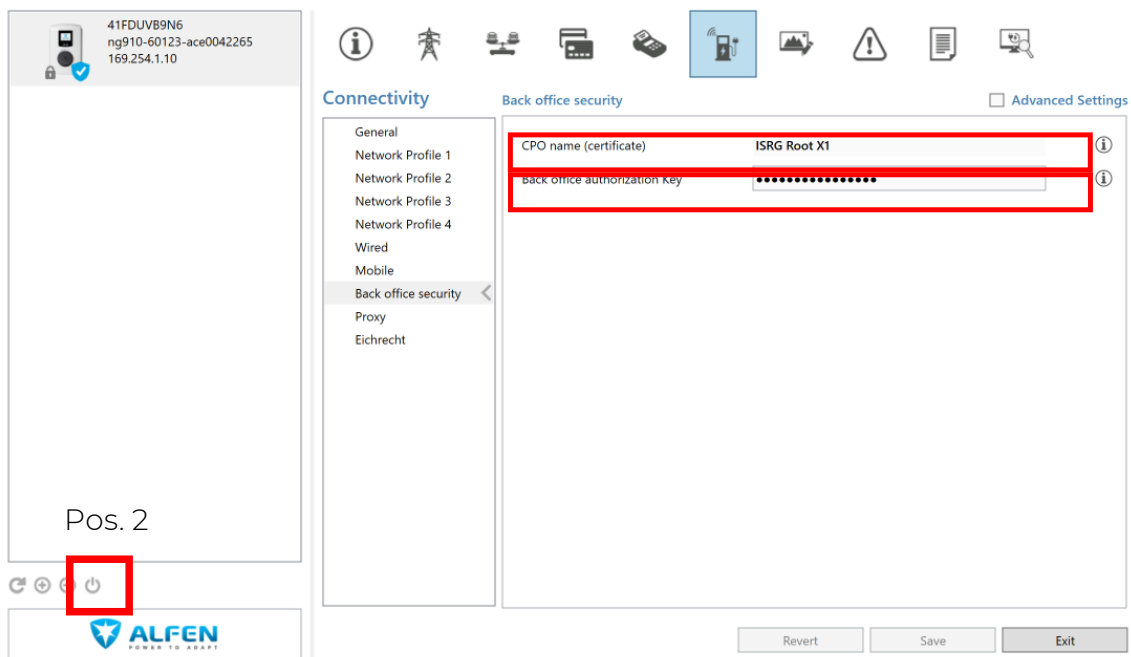 41FDUVB9N6
ng910-60123-ace0042265
169.254.1.10
Connectivity
Back office security
Advanced Settings
General
Network Profile 1
Network Profile 2
Network Profile 3
Network Profile 4
Wired
Mobile
Back office security
Proxy
Eichrecht
CPO name (certificate)
ISRG Root X1
Back office authorization Key
••••••••••••••••
Pos. 2
ALFEN
POWER TO ADAPT
Revert
Save
Exit